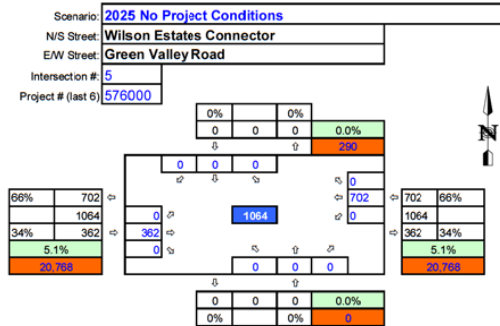 Scenario: 2025 No Project Conditions
N/S Street: Wilson Estates Connector
E/W Street: Green Valley Road
Intersection #: 5
Project # (last 6) 576000
0% 0%
0 0 0 0.0%
290
N
0 0 0
0
66% 702 702 702 66%
1064 0 1064 0 1064
34% 362 362 362 34%
5.1% 0 5.1%
20,768 0 0 0 20,768
0 0 0 0.0%
0% 0% 0